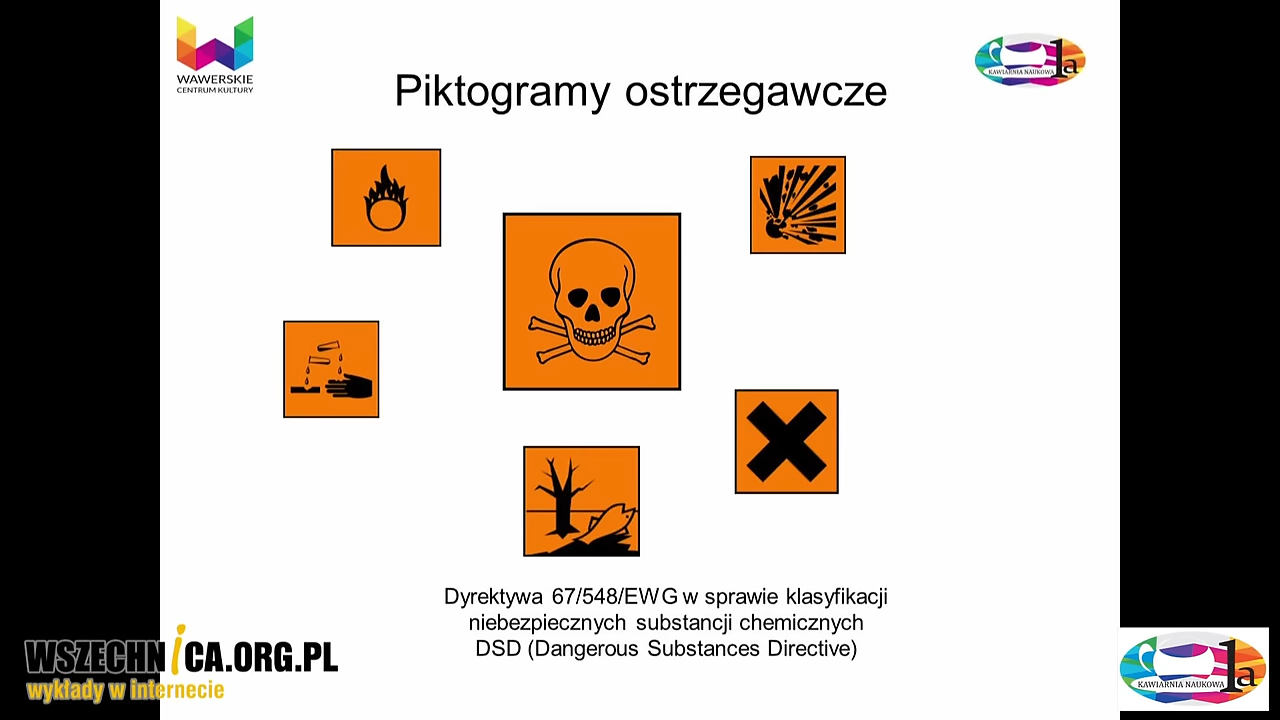 WAWERSKIE
CENTRUM KULTURY
KAWIARNIA NAUKOWA 1a
Piktogramy ostrzegawcze
Dyrektywa 67/548/EWG w sprawie klasyfikacji
niebezpiecznych substancji chemicznych
DSD (Dangerous Substances Directive)
WSZECHNICA.ORG.PL
wykłady w internecie
KAWIARNIA NAUKOWA 1a